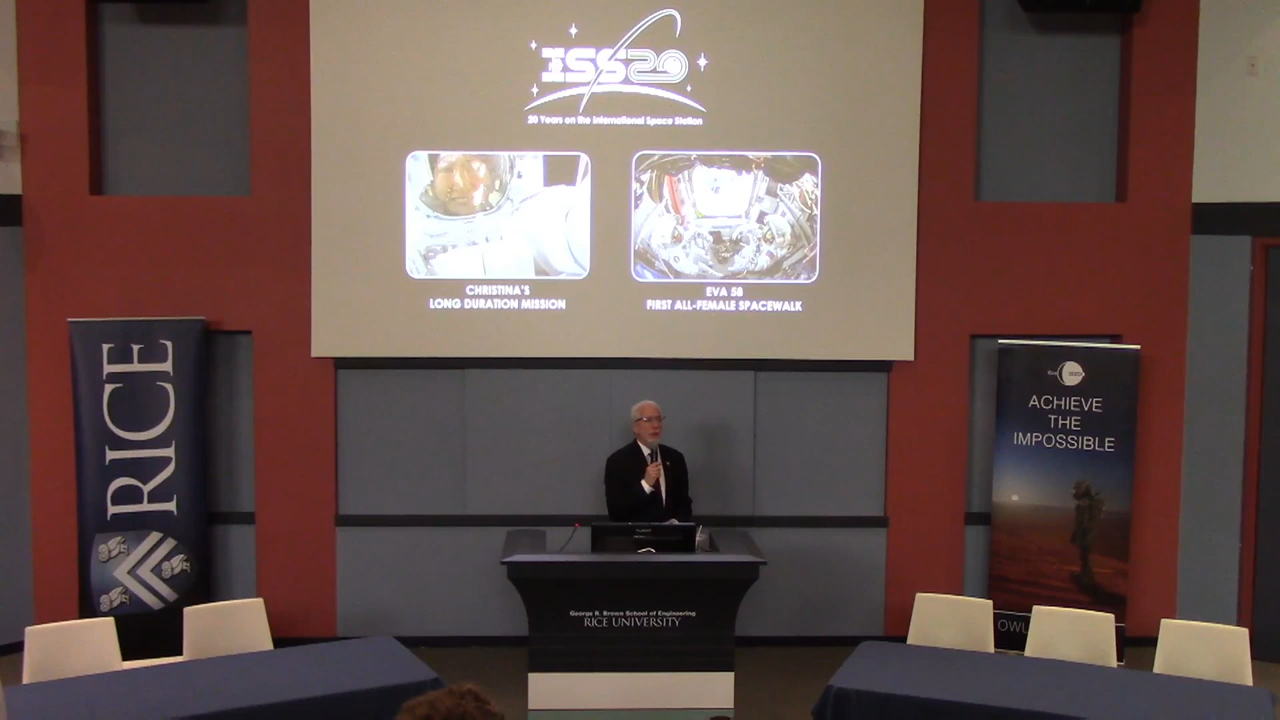 ISS20
20 Years on the International Space Station
CHRISTINA'S
LONG DURATION MISSION
EVA 58
FIRST ALL-FEMALE SPACEWALK
RICE
ACHIEVE
THE
IMPOSSIBLE
George R. Brown School of Engineering
RICE UNIVERSITY